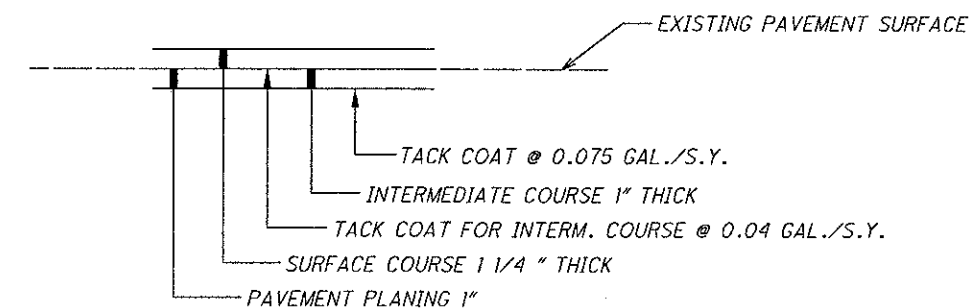 EXISTING PAVEMENT SURFACE
TACK COAT @ 0.075 GAL./S.Y.
INTERMEDIATE COURSE 1" THICK
TACK COAT FOR INTERM. COURSE @ 0.04 GAL./S.Y.
SURFACE COURSE 1 1/4 " THICK
PAVEMENT PLANING 1"